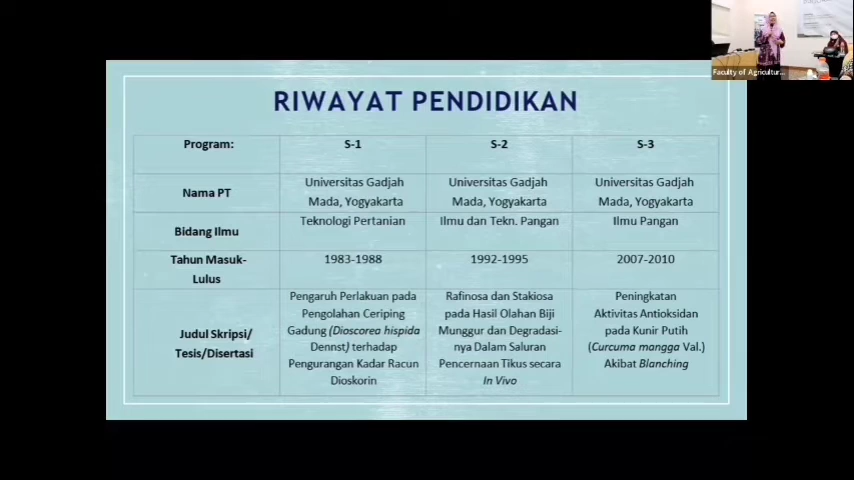 Faculty of Agricultur...
RIWAYAT PENDIDIKAN
Program: S-1 S-2 S-3
Nama PT
Universitas Gadjah
Mada, Yogyakarta
Universitas Gadjah
Mada, Yogyakarta
Universitas Gadjah
Mada, Yogyakarta
Bidang Ilmu
Teknologi Pertanian
Ilmu dan Tekn. Pangan
Ilmu Pangan
Tahun Masuk-
Lulus
1983-1988
1992-1995
2007-2010
Judul Skripsi/
Tesis/Disertasi
Pengaruh Perlakuan pada
Pengolahan Ceriping
Gadung (Dioscorea hispida
Dennst) terhadap
Pengurangan Kadar Racun
Dioskorin
Rafinosa dan Stakiosa
pada Hasil Olahan Biji
Munggur dan Degradasi-
nya Dalam Saluran
Pencernaan Tikus secara
In Vivo
Peningkatan
Aktivitas Antioksidan
pada Kunir Putih
(Curcuma mangga Val.)
Akibat Blanching